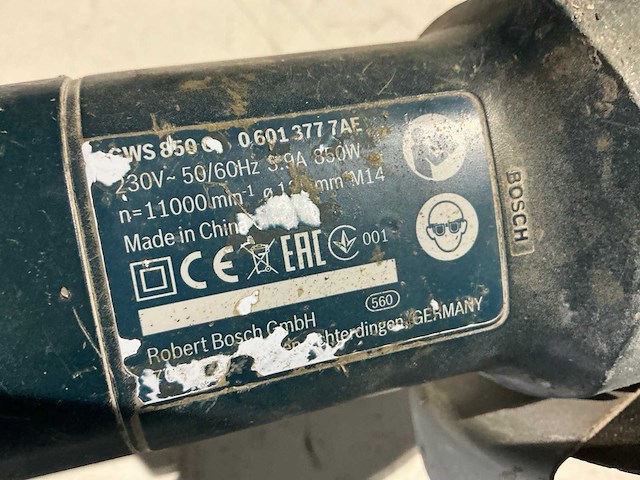 GWS 850 0 601 377 7AE
230V~ 50/60Hz 3.9A 850W
n=11000 min⁻¹ ø mm M14
Made in China
CE EAC 001
560
Robert Bosch GmbH
GERMANY
BOSCH